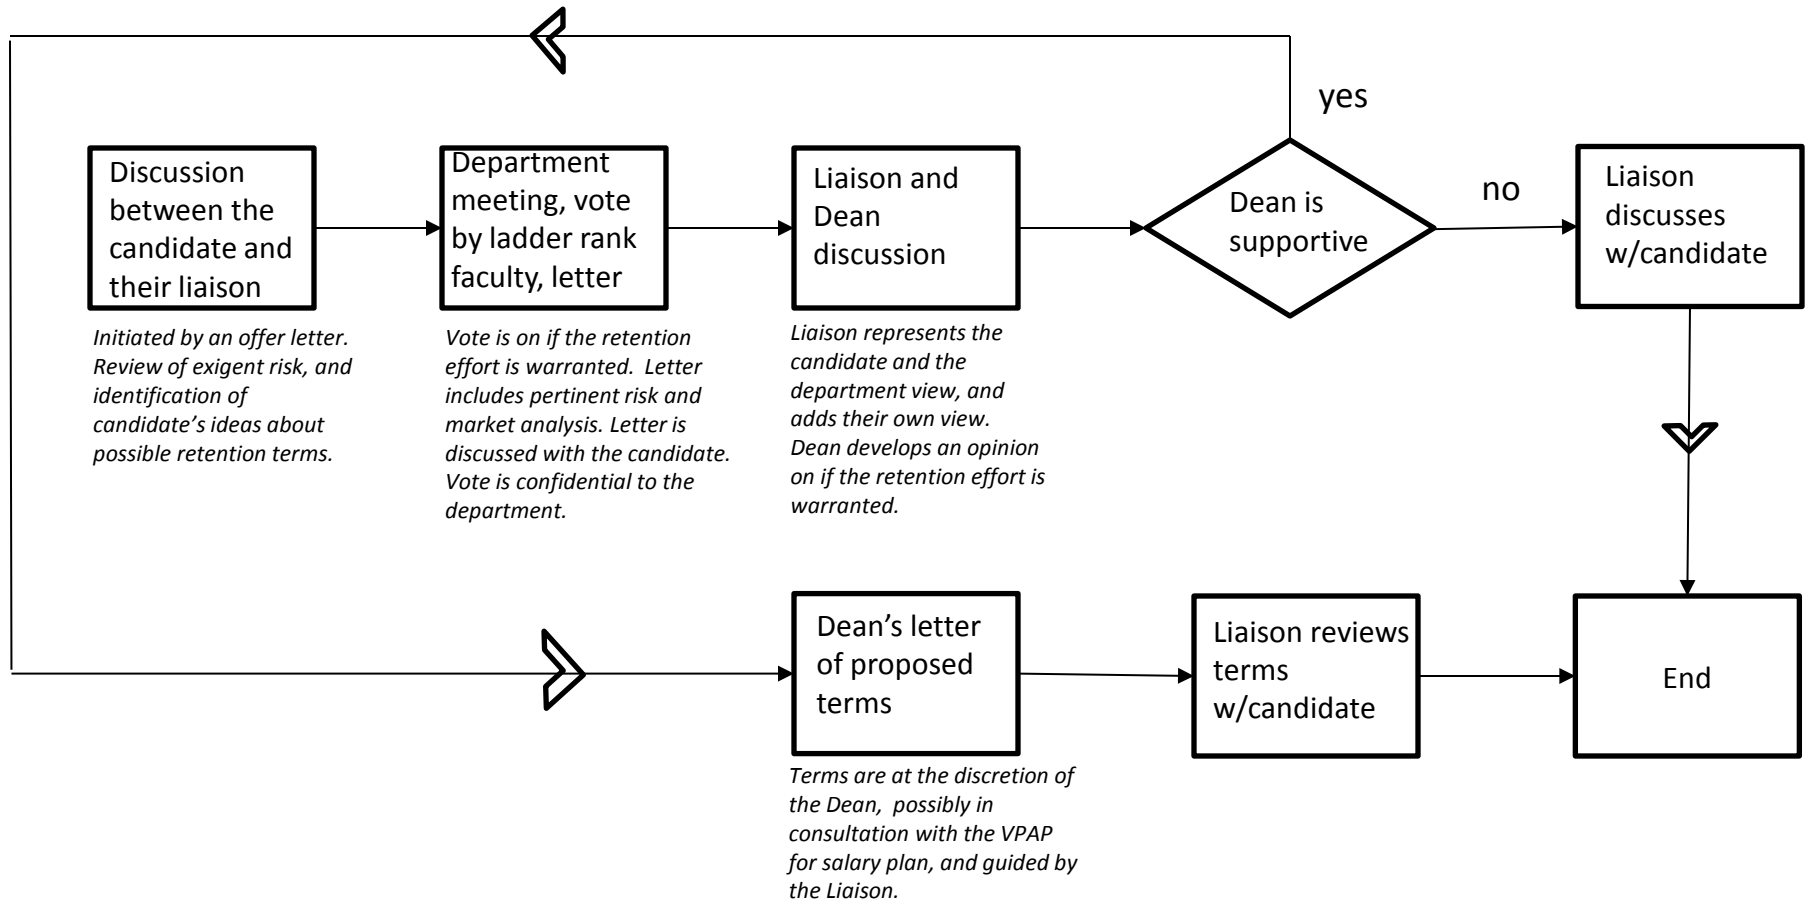 yes
Discussion
between the
candidate and
their liaison
Initiated by an offer letter.
Review of exigent risk, and
identification of
candidate’s ideas about
possible retention terms.
Department
meeting, vote
by ladder rank
faculty, letter
Vote is on if the retention
effort is warranted.  Letter
includes pertinent risk and
market analysis. Letter is
discussed with the candidate.
Vote is confidential to the
department.
Liaison and
Dean
discussion
Liaison represents the
candidate and the
department view, and
adds their own view.
Dean develops an opinion
on if the retention effort is
warranted.
Dean is
supportive
no
Liaison
discusses
w/candidate
Dean’s letter
of proposed
terms
Terms are at the discretion of
the Dean,  possibly in
consultation with the VPAP
for salary plan, and guided by
the Liaison.
Liaison reviews
terms
w/candidate
End